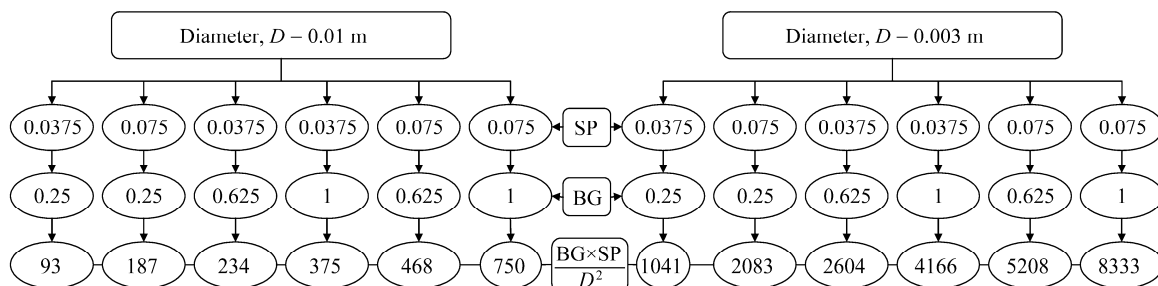 Diameter, D – 0.01 m Diameter, D – 0.003 m
0.0375 0.075 0.0375 0.0375 0.075 0.075 SP 0.0375 0.075 0.0375 0.0375 0.075 0.075
0.25 0.25 0.625 1 0.625 1 BG 0.25 0.25 0.625 1 0.625 1
93 187 234 375 468 750 BG×SP / D² 1041 2083 2604 4166 5208 8333